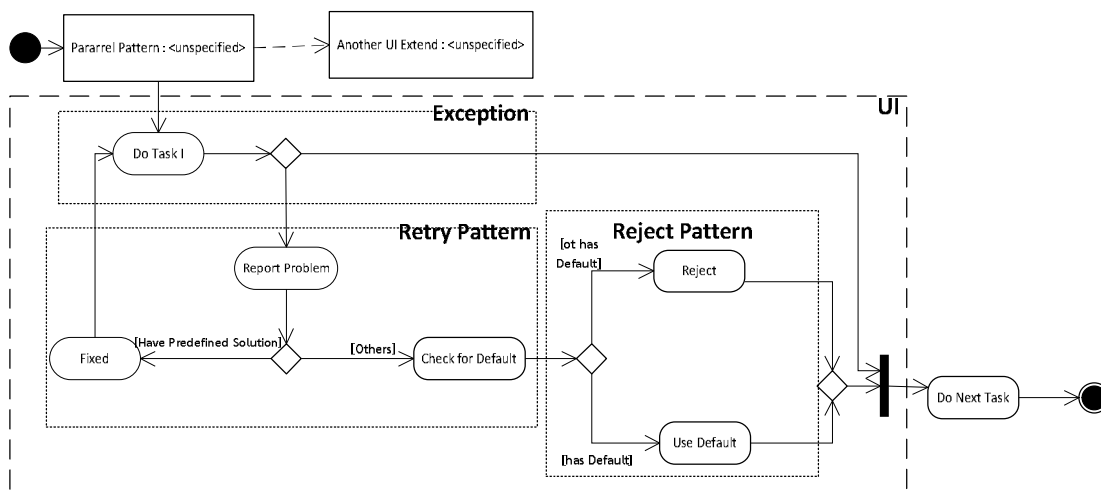 Pararrel Pattern : <unspecified>
Another UI Extend : <unspecified>
UI
Exception
Do Task I
Retry Pattern
Reject Pattern
[ot has
Default]
Report Problem
Reject
[Have Predefined Solution]
[Others]
Fixed
Check for Default
Do Next Task
Use Default
[has Default]